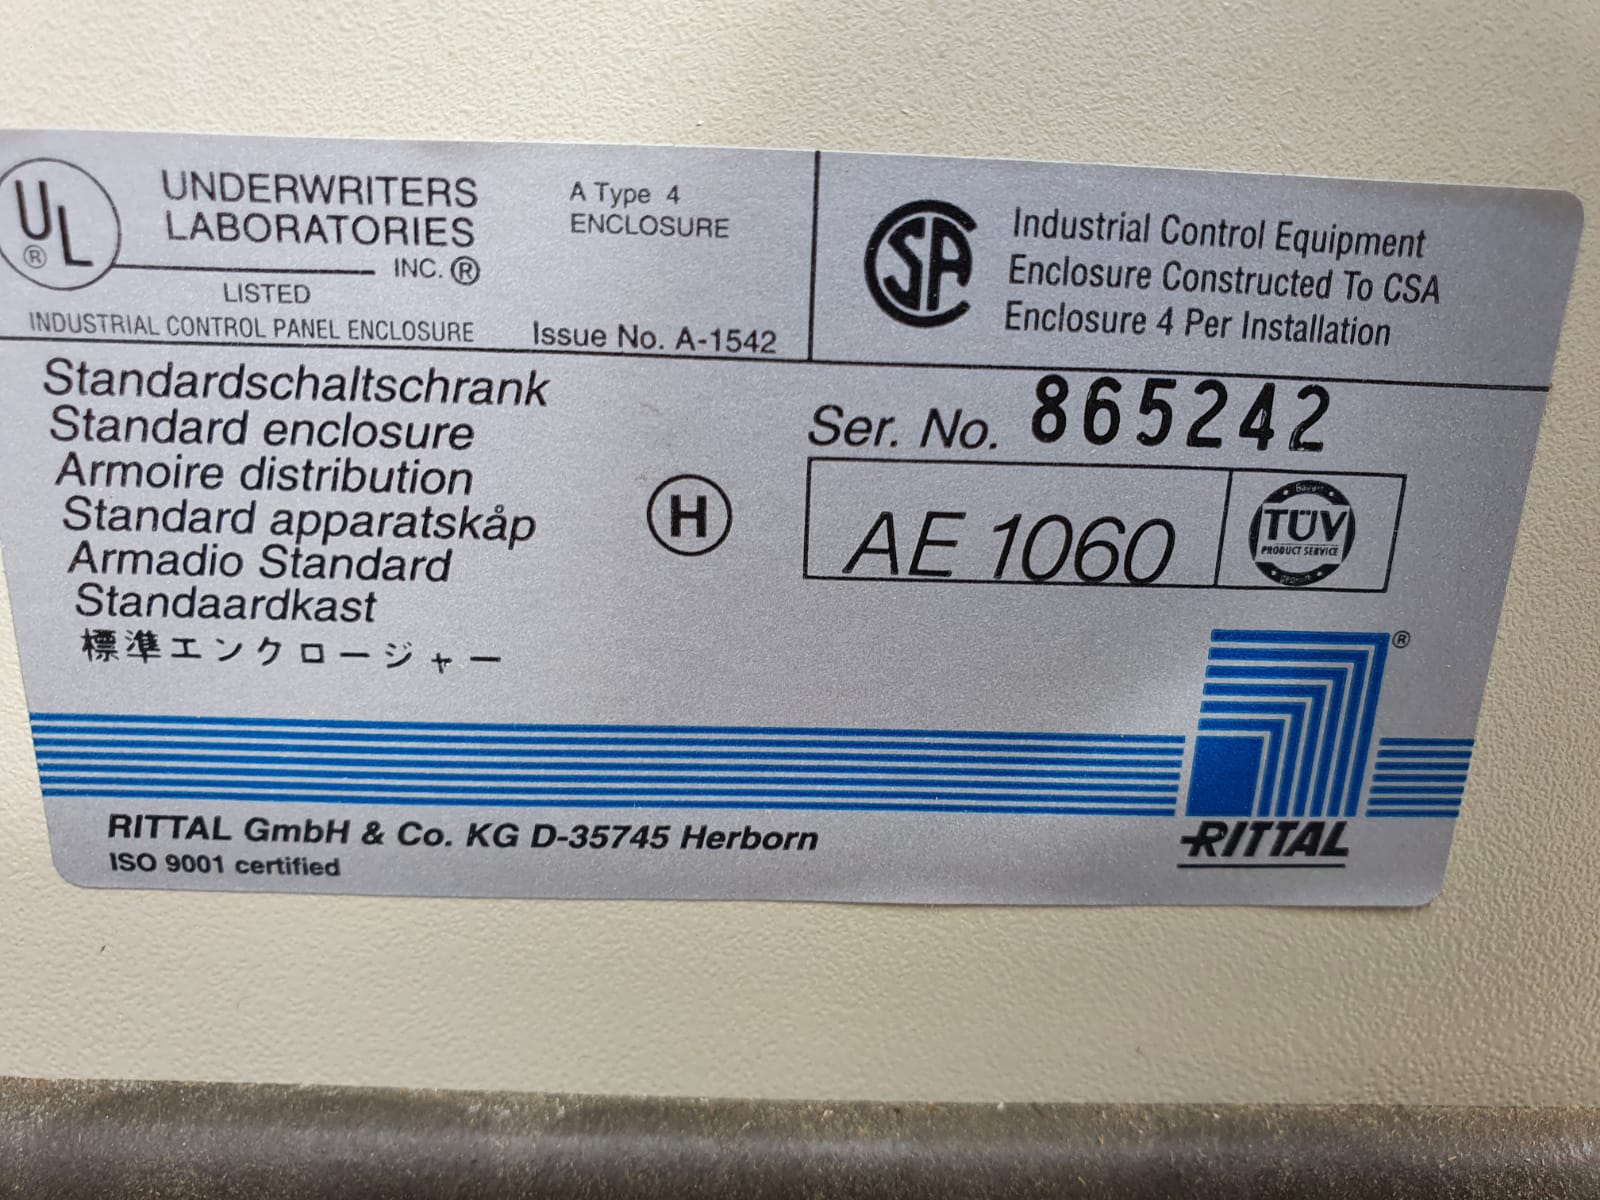 UL®
UNDERWRITERS
LABORATORIES
INC.®
LISTED
INDUSTRIAL CONTROL PANEL ENCLOSURE
A Type 4
ENCLOSURE
Issue No. A-1542
SA
Industrial Control Equipment
Enclosure Constructed To CSA
Enclosure 4 Per Installation
Standardschaltschrank
Standard enclosure
Armoire distribution
Standard apparatskåp
Armadio Standard
Standaardkast
標準エンクロージャー
H
Ser. No. 865242
AE 1060
TÜV
PRODUCT SERVICE
®
RITTAL
RITTAL GmbH & Co. KG D-35745 Herborn
ISO 9001 certified